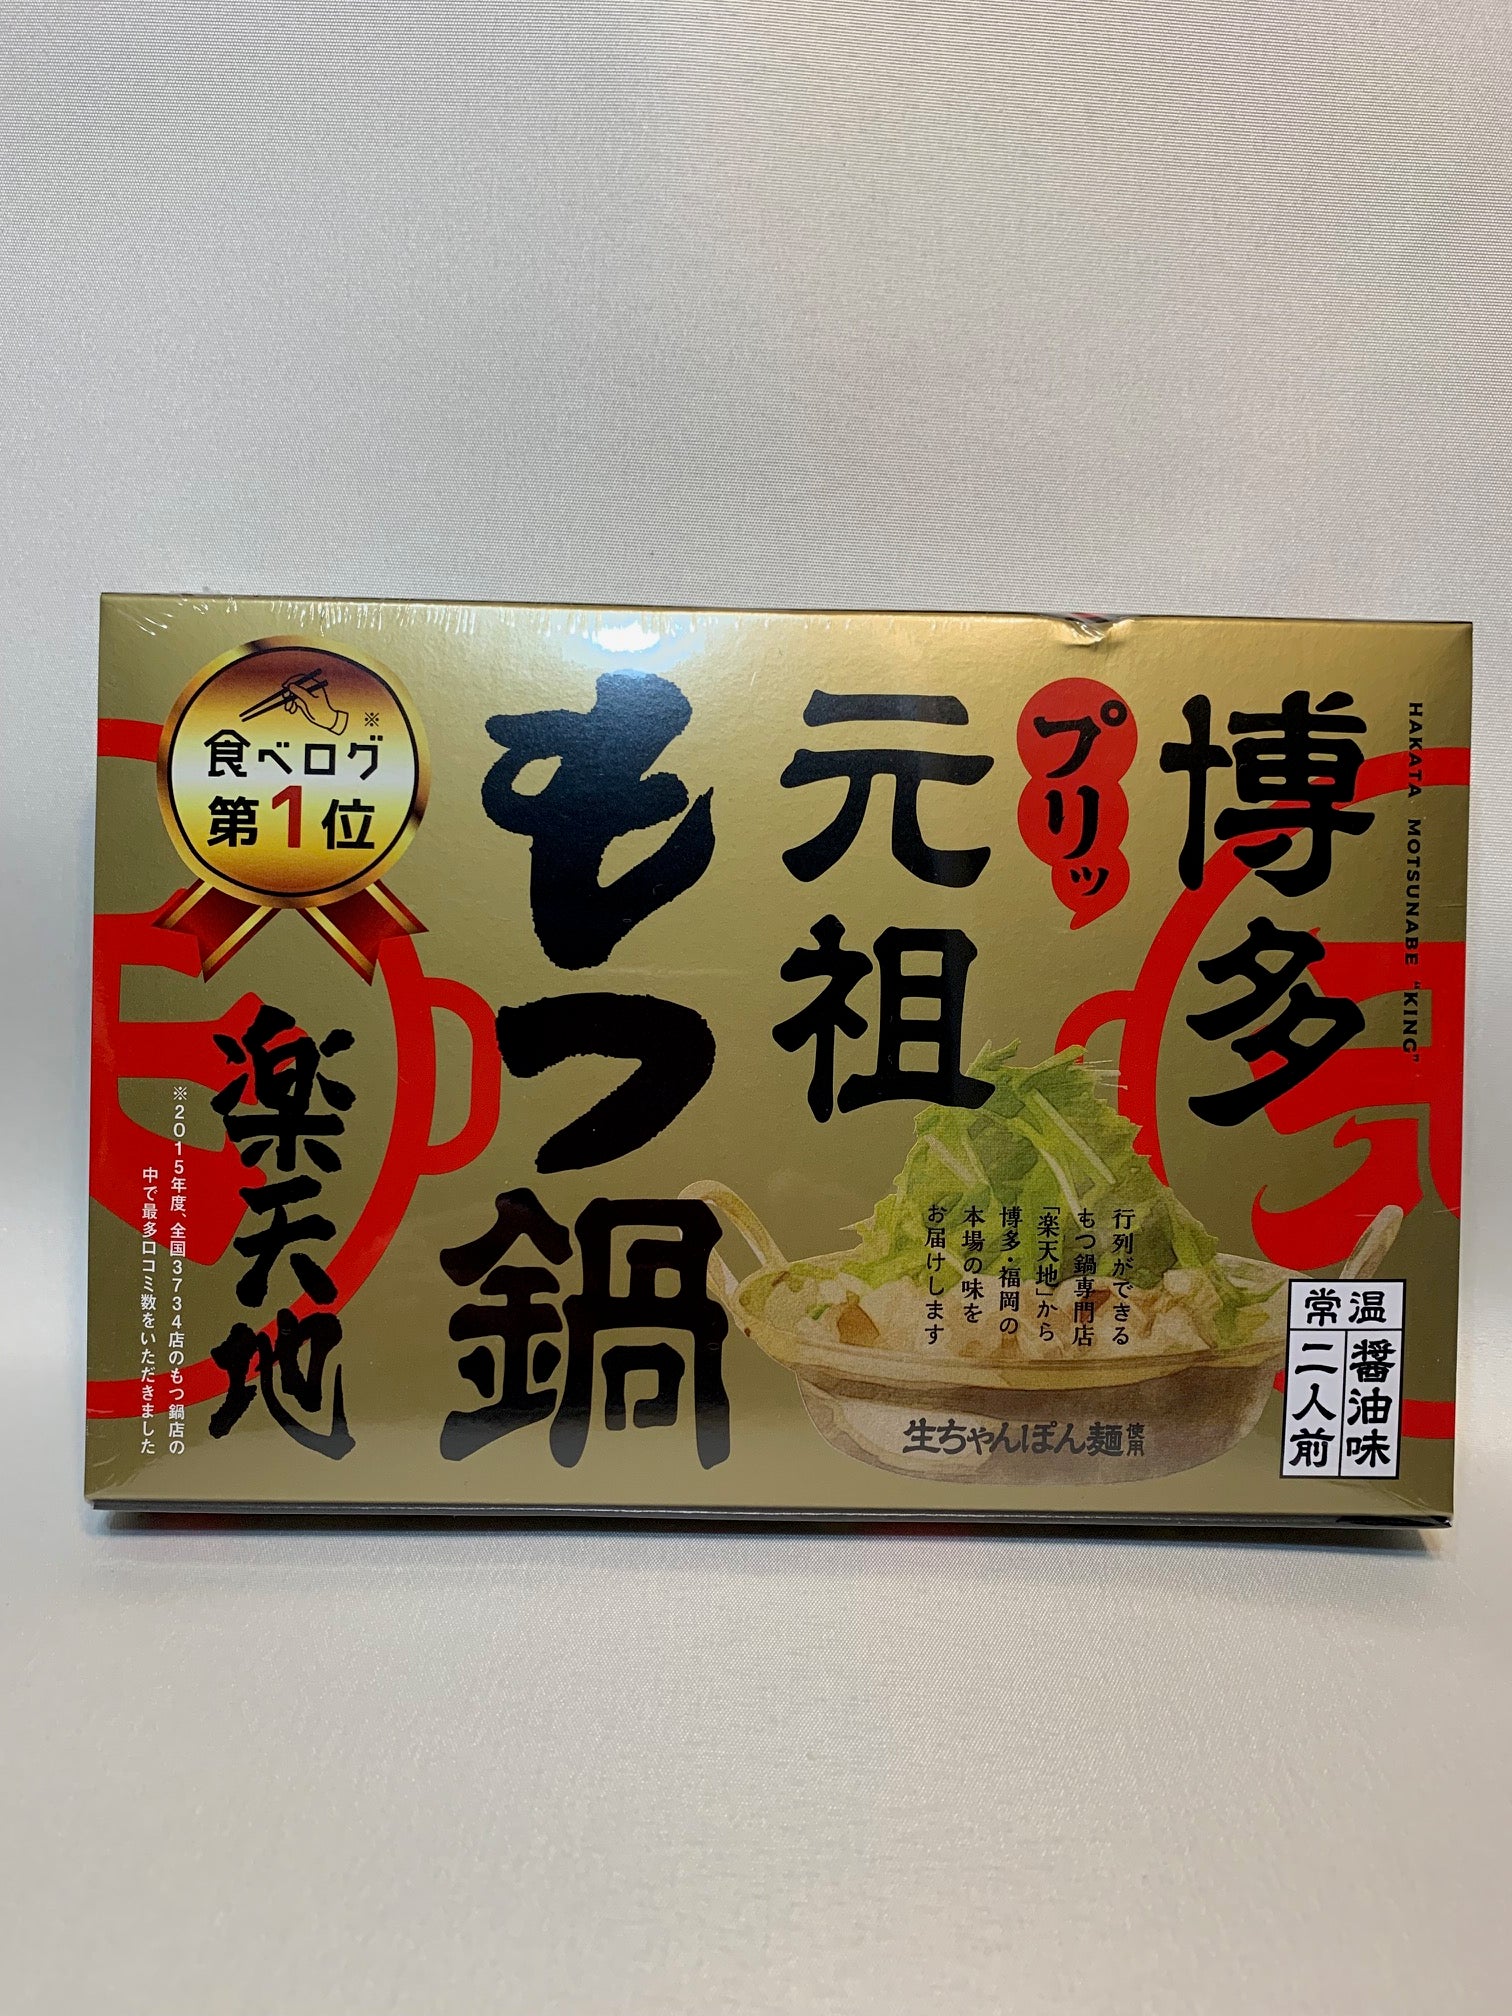 HAKATA MOTSUNABE "KING"
博多
プリッ
元祖
もつ鍋
楽天地
食べログ※
第1位
※2015年度、全国3734店のもつ鍋店の
中で最多口コミ数をいただきました
行列ができる
もつ鍋専門店
「楽天地」から
博多・福岡の
本場の味を
お届けします
生ちゃんぽん麺使用
常温
醤油味
二人前